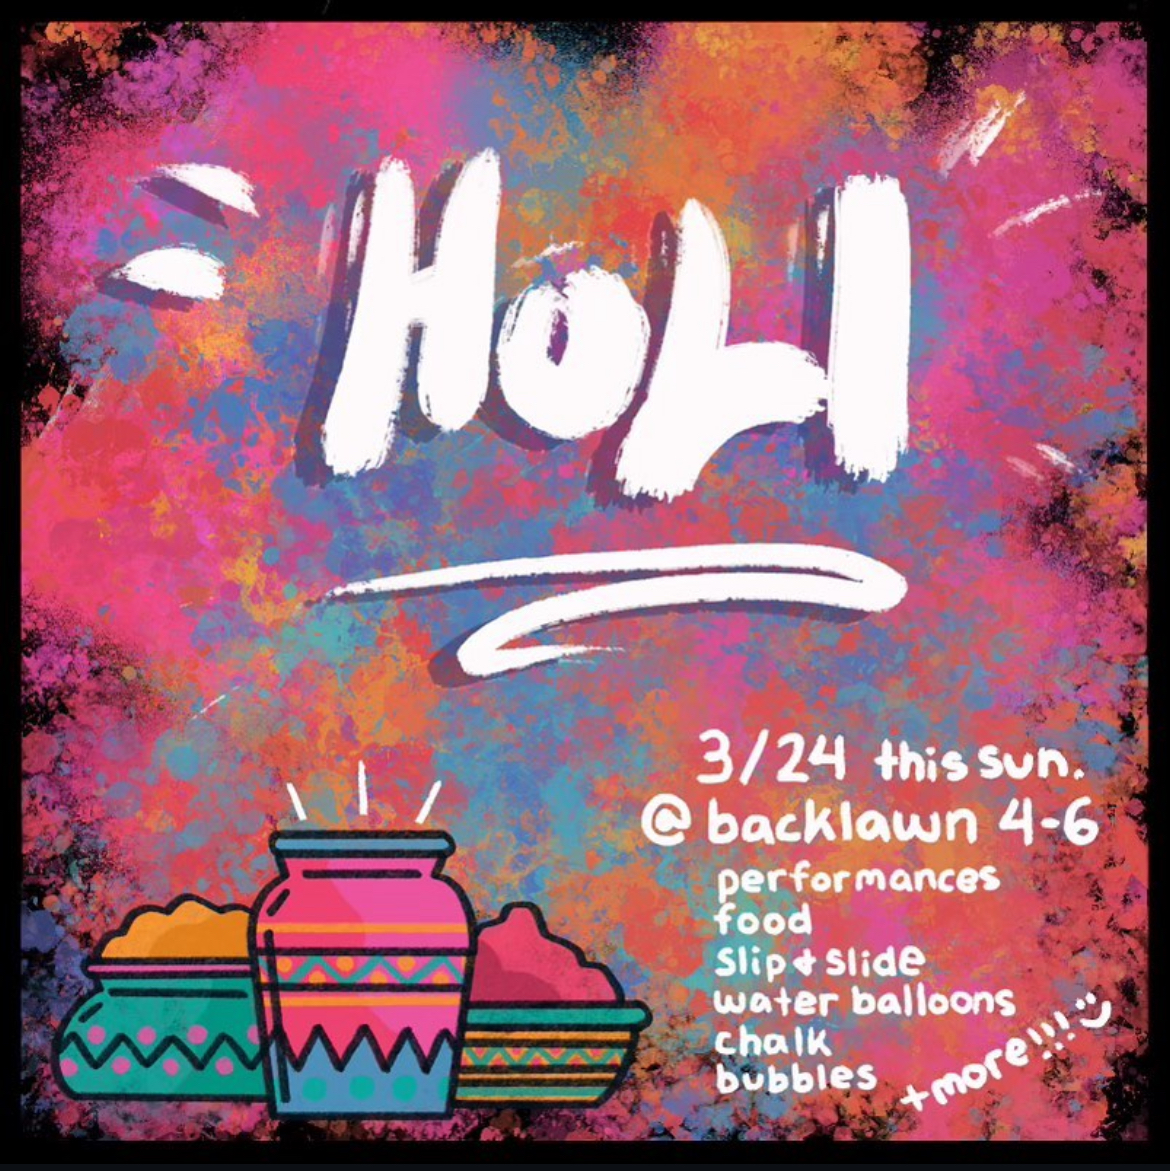 HOLI
3/24 this sun.
@ backlawn 4-6
performances
food
slip + slide
water balloons
chalk
bubbles
+more!!! :)